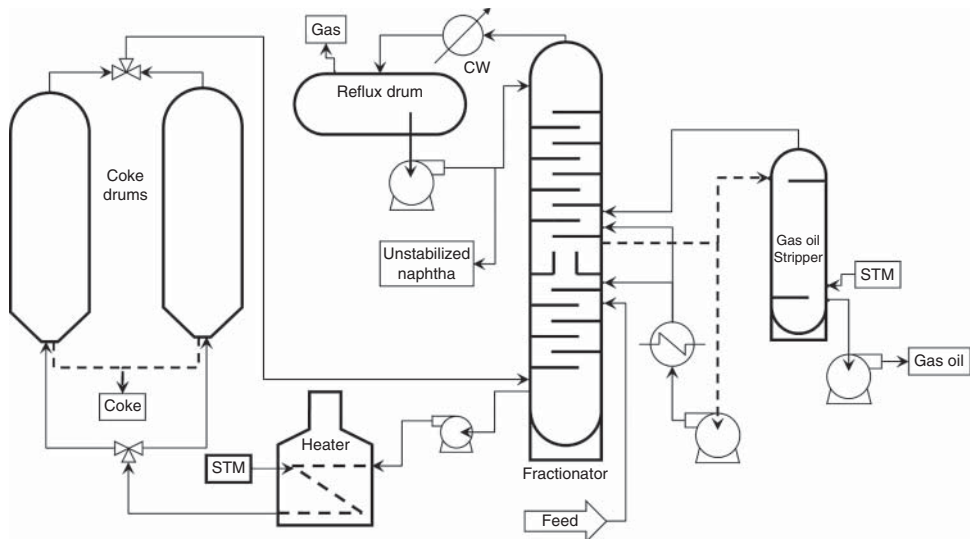 Gas
CW
Reflux drum
Coke
drums
Unstabilized
naphtha
Gas oil
Stripper
STM
Gas oil
Coke
Heater
STM
Fractionator
Feed